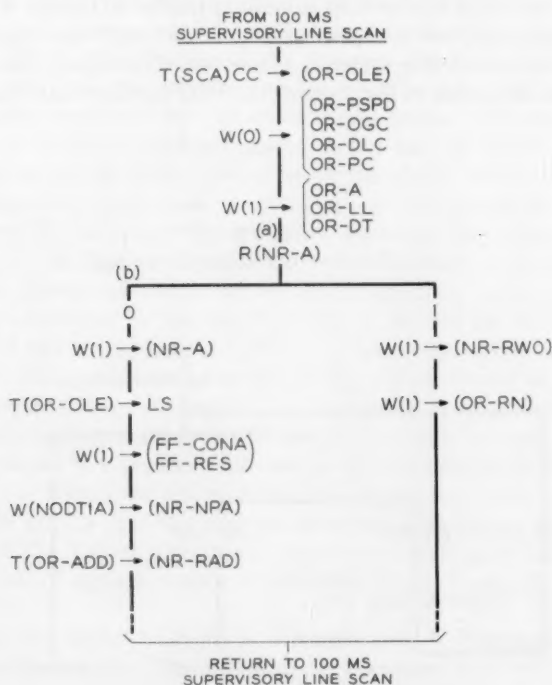 FROM 100 MS
SUPERVISORY LINE SCAN
T(SCA)CC → (OR-OLE)
W(0) → (OR-PSPD
OR-OGC
OR-DLC
OR-PC
W(1) → (OR-A
OR-LL
OR-DT
(a)
R(NR-A)
(b)
0
1
W(1) → (NR-A)
W(1) → (NR-RWO)
T(OR-OLE) → LS
W(1) → (OR-RN)
W(1) → (FF-CONA
FF-RES)
W(NODT1A) → (NR-NPA)
T(OR-ADD) → (NR-RAD)
RETURN TO 100 MS
SUPERVISORY LINE SCAN